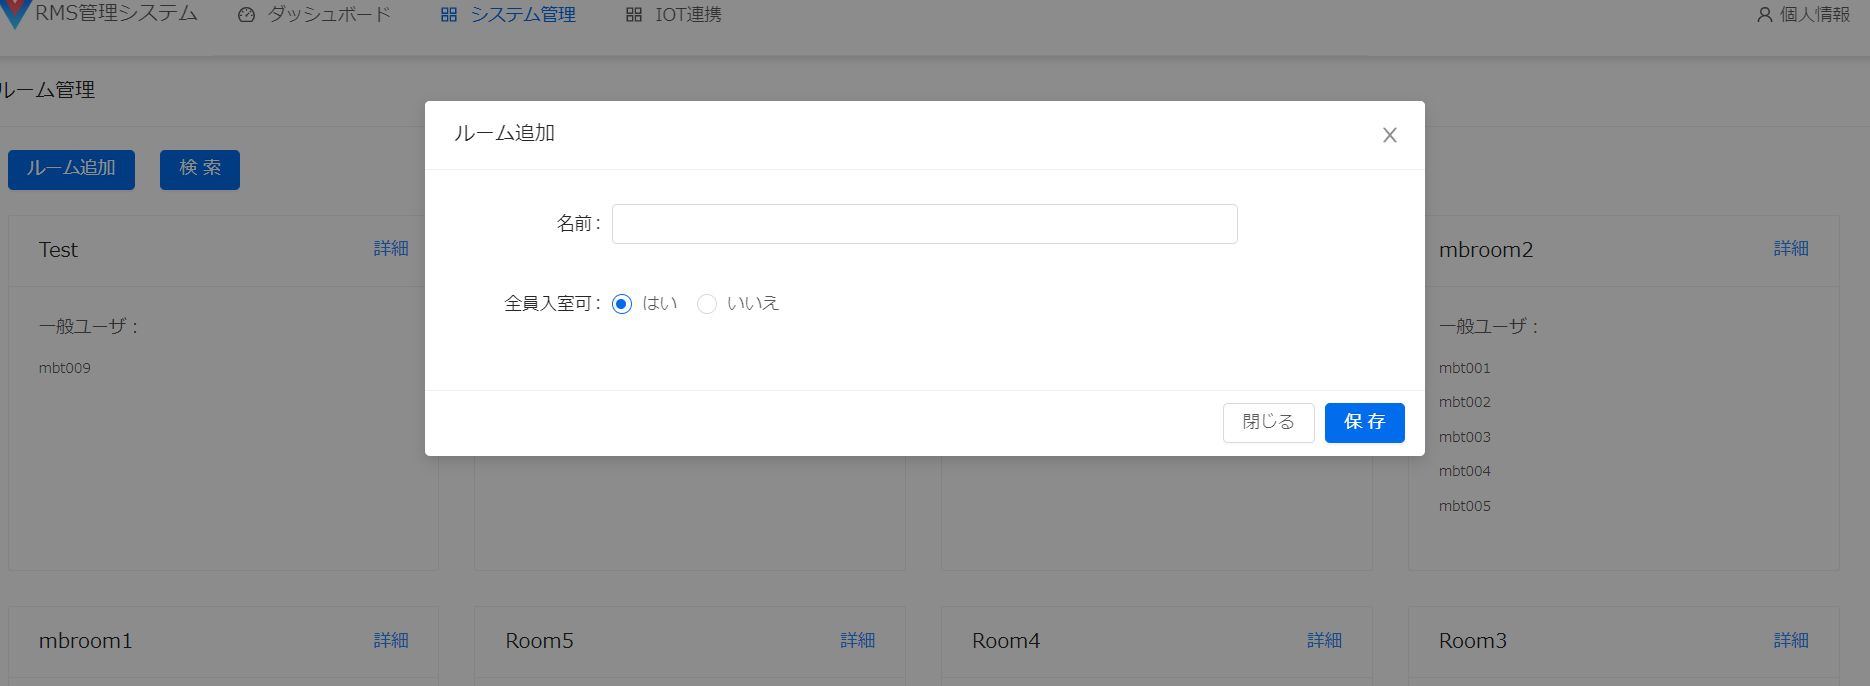 RMS管理システム ダッシュボード システム管理 IOT連携 個人情報
ルーム管理
ルーム追加
ルーム追加 検索
名前 :
Test 詳細
mbroom2 詳細
全員入室可 : はい いいえ
一般ユーザ :
一般ユーザ :
mbt009
mbt001
mbt002
閉じる 保存
mbt003
mbt004
mbt005
mbroom1 詳細
Room5 詳細
Room4 詳細
Room3 詳細